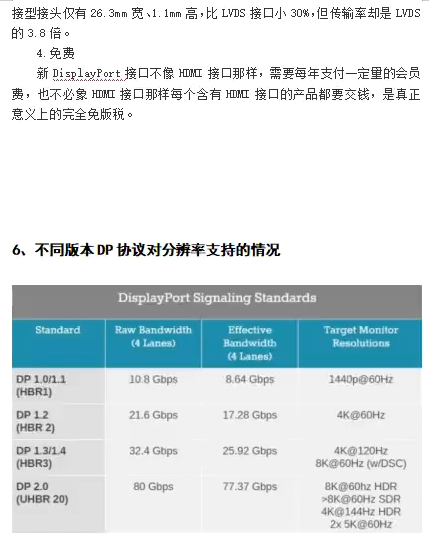 接型接头仅有 26.3mm 宽、1.1mm 高，比 LVDS 接口小 30%，但传输率却是 LVDS
的 3.8 倍。
4.免费
新 DisplayPort 接口不像 HDMI 接口那样，需要每年支付一定量的会员
费，也不必象 HDMI 接口那样每个含有 HDMI 接口的产品都要交钱，是真正
意义上的完全免版税。
6、不同版本 DP 协议对分辨率支持的情况
DisplayPort Signaling Standards
Standard Raw Bandwidth (4 Lanes) Effective Bandwidth (4 Lanes) Target Monitor Resolutions
DP 1.0/1.1 (HBR1) 10.8 Gbps 8.64 Gbps 1440p@60Hz
DP 1.2 (HBR 2) 21.6 Gbps 17.28 Gbps 4K@60Hz
DP 1.3/1.4 (HBR3) 32.4 Gbps 25.92 Gbps 4K@120Hz 8K@60Hz (w/DSC)
DP 2.0 (UHBR 20) 80 Gbps 77.37 Gbps 8K@60hz HDR >8K@60Hz SDR 4K@144Hz HDR 2x 5K@60Hz